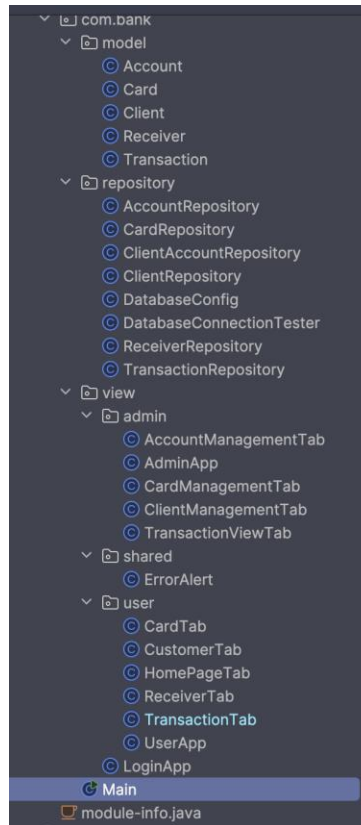 com.bank
model
Account
Card
Client
Receiver
Transaction
repository
AccountRepository
CardRepository
ClientAccountRepository
ClientRepository
DatabaseConfig
DatabaseConnectionTester
ReceiverRepository
TransactionRepository
view
admin
AccountManagementTab
AdminApp
CardManagementTab
ClientManagementTab
TransactionViewTab
shared
ErrorAlert
user
CardTab
CustomerTab
HomePageTab
ReceiverTab
TransactionTab
UserApp
LoginApp
Main
module-info.java